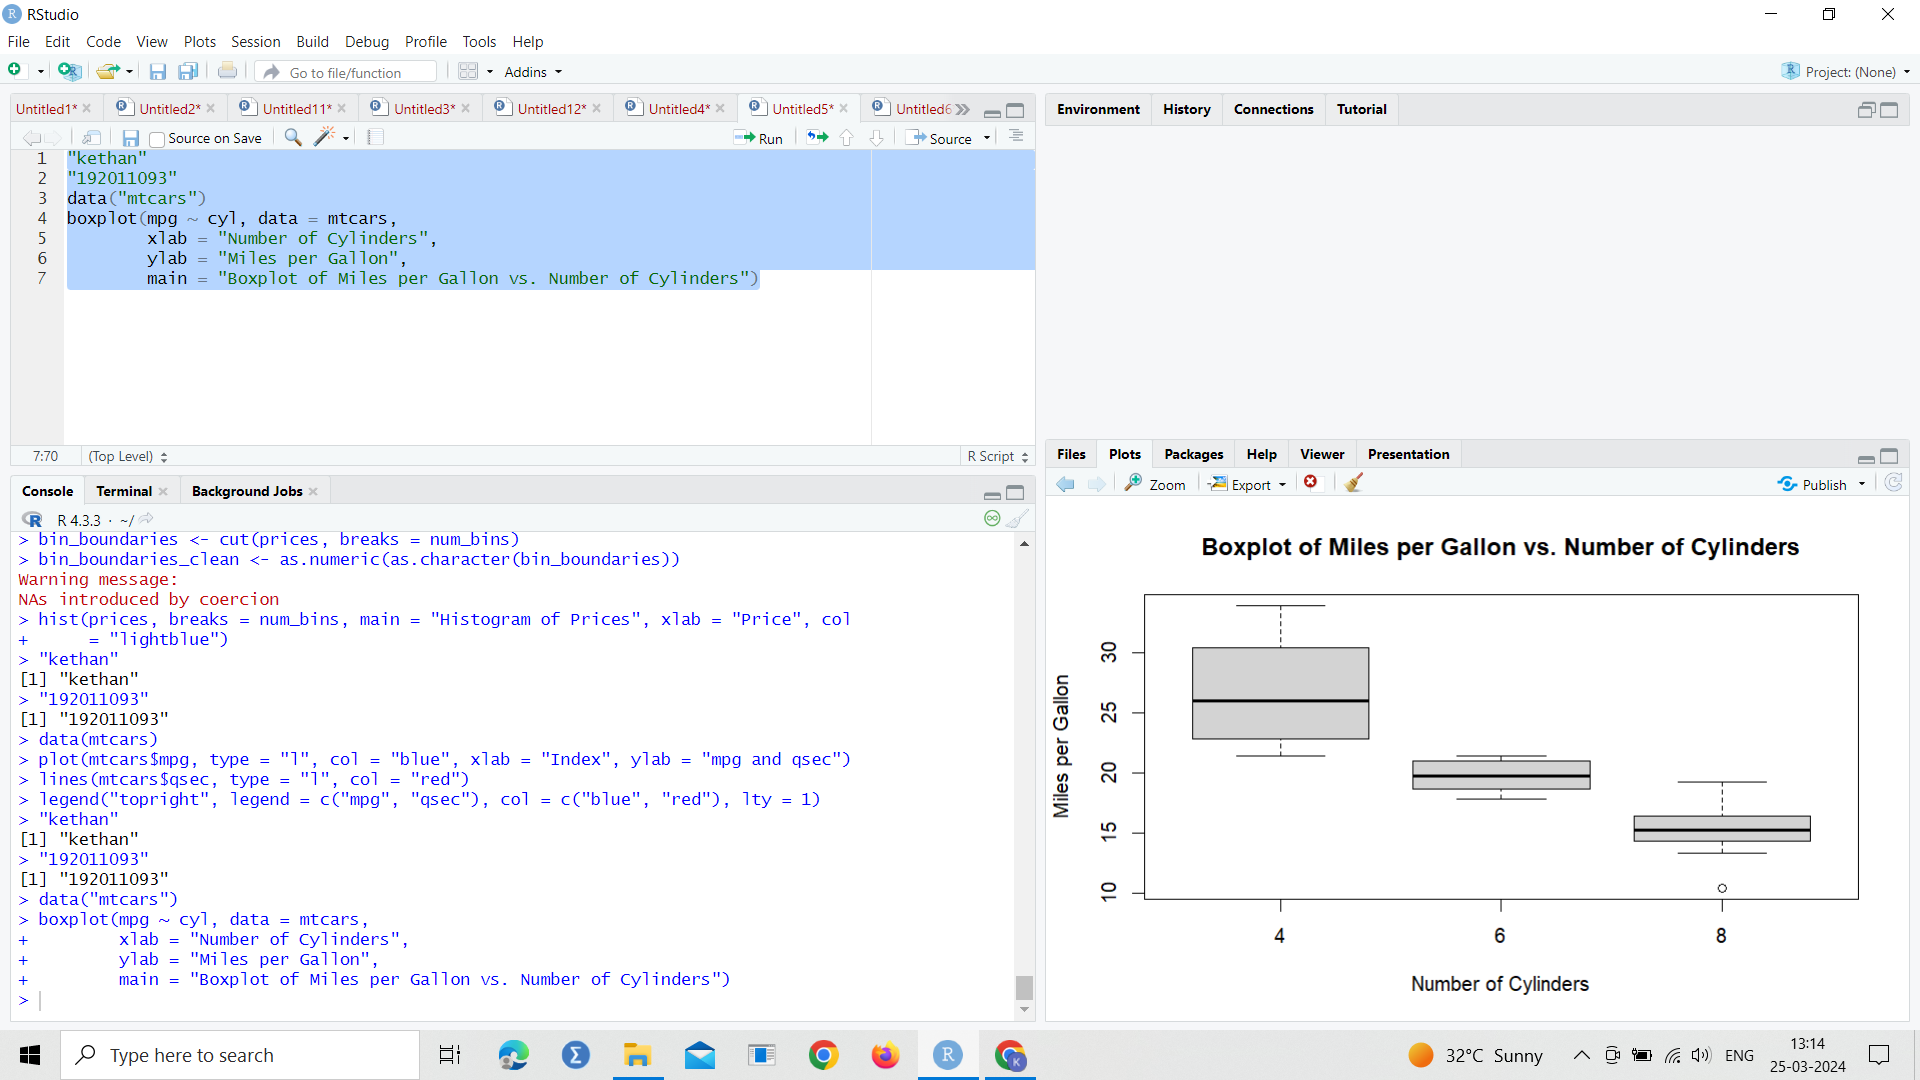 RStudio
File Edit Code View Plots Session Build Debug Profile Tools Help
Go to file/function Addins Project: (None)
Untitled1* Untitled2* Untitled11* Untitled3* Untitled12* Untitled4* Untitled5* Untitled6
Source on Save Run Source
1 "kethan"
2 "192011093"
3 data("mtcars")
4 boxplot(mpg ~ cyl, data = mtcars,
5 xlab = "Number of Cylinders",
6 ylab = "Miles per Gallon",
7 main = "Boxplot of Miles per Gallon vs. Number of Cylinders")
7:70 (Top Level) R Script
Console Terminal Background Jobs
R 4.3.3 · ~/
> bin_boundaries <- cut(prices, breaks = num_bins)
> bin_boundaries_clean <- as.numeric(as.character(bin_boundaries))
Warning message:
NAs introduced by coercion
> hist(prices, breaks = num_bins, main = "Histogram of Prices", xlab = "Price", col
+ = "lightblue")
> "kethan"
[1] "kethan"
> "192011093"
[1] "192011093"
> data(mtcars)
> plot(mtcars$mpg, type = "l", col = "blue", xlab = "Index", ylab = "mpg and qsec")
> lines(mtcars$qsec, type = "l", col = "red")
> legend("topright", legend = c("mpg", "qsec"), col = c("blue", "red"), lty = 1)
> "kethan"
[1] "kethan"
> "192011093"
[1] "192011093"
> data("mtcars")
> boxplot(mpg ~ cyl, data = mtcars,
+ xlab = "Number of Cylinders",
+ ylab = "Miles per Gallon",
+ main = "Boxplot of Miles per Gallon vs. Number of Cylinders")
>
Environment History Connections Tutorial
Files Plots Packages Help Viewer Presentation
Zoom Export Publish
Boxplot of Miles per Gallon vs. Number of Cylinders
Miles per Gallon
30
25
20
15
10
4 6 8
Number of Cylinders
Type here to search
32°C Sunny
ENG
13:14
25-03-2024